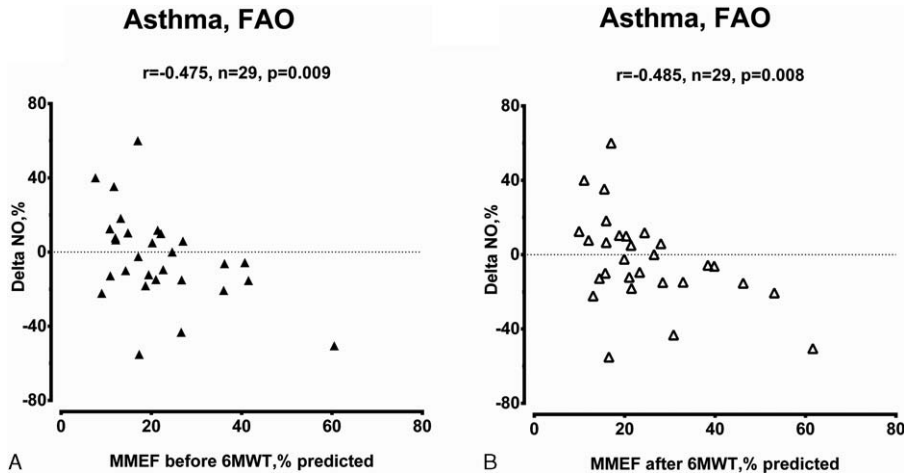 Asthma, FAO
r=-0.475, n=29, p=0.009
80
40
0
-40
-80
Delta NO,%
0
20
40
60
80
MMEF before 6MWT,% predicted
A
Asthma, FAO
r=-0.485, n=29, p=0.008
80
40
0
-40
-80
Delta NO,%
0
20
40
60
80
MMEF after 6MWT,% predicted
B